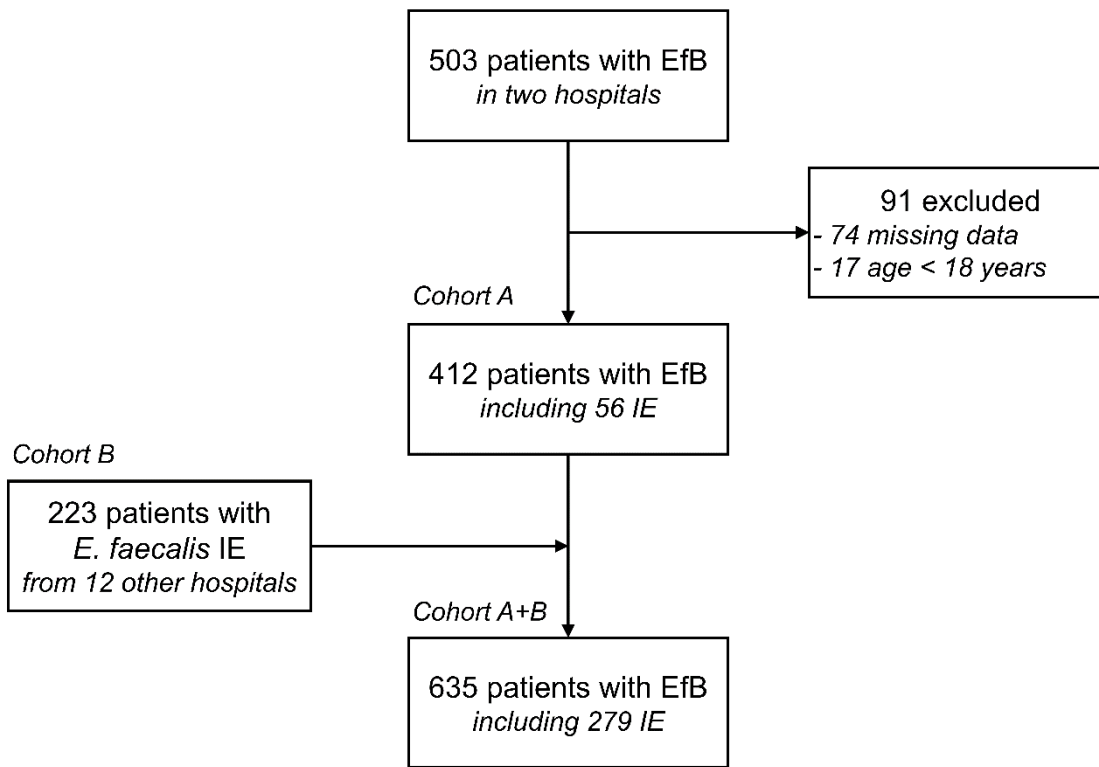 503 patients with EfB
in two hospitals
91 excluded
- 74 missing data
- 17 age < 18 years
Cohort A
412 patients with EfB
including 56 IE
Cohort B
223 patients with
E. faecalis IE
from 12 other hospitals
Cohort A+B
635 patients with EfB
including 279 IE